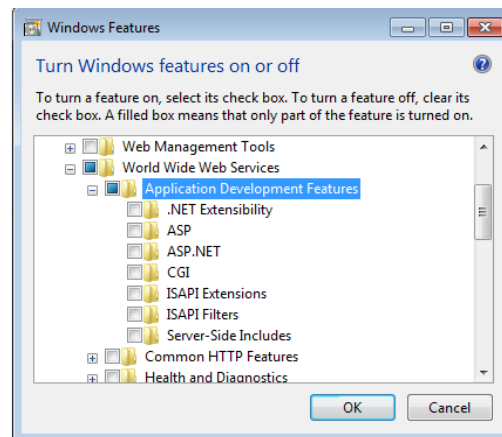 Windows Features
Turn Windows features on or off
To turn a feature on, select its check box. To turn a feature off, clear its
check box. A filled box means that only part of the feature is turned on.
Web Management Tools
World Wide Web Services
Application Development Features
.NET Extensibility
ASP
ASP.NET
CGI
ISAPI Extensions
ISAPI Filters
Server-Side Includes
Common HTTP Features
Health and Diagnostics
OK Cancel